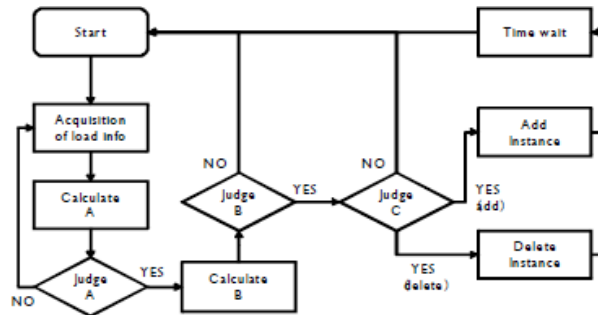 Start
Time wait
Acquisition
of load info
Add
Instance
NO
NO
Calculate
A
Judge
B
YES
Judge
C
YES
add)
Delete
Instance
Judge
A
YES
NO
Calculate
B
YES
delete)